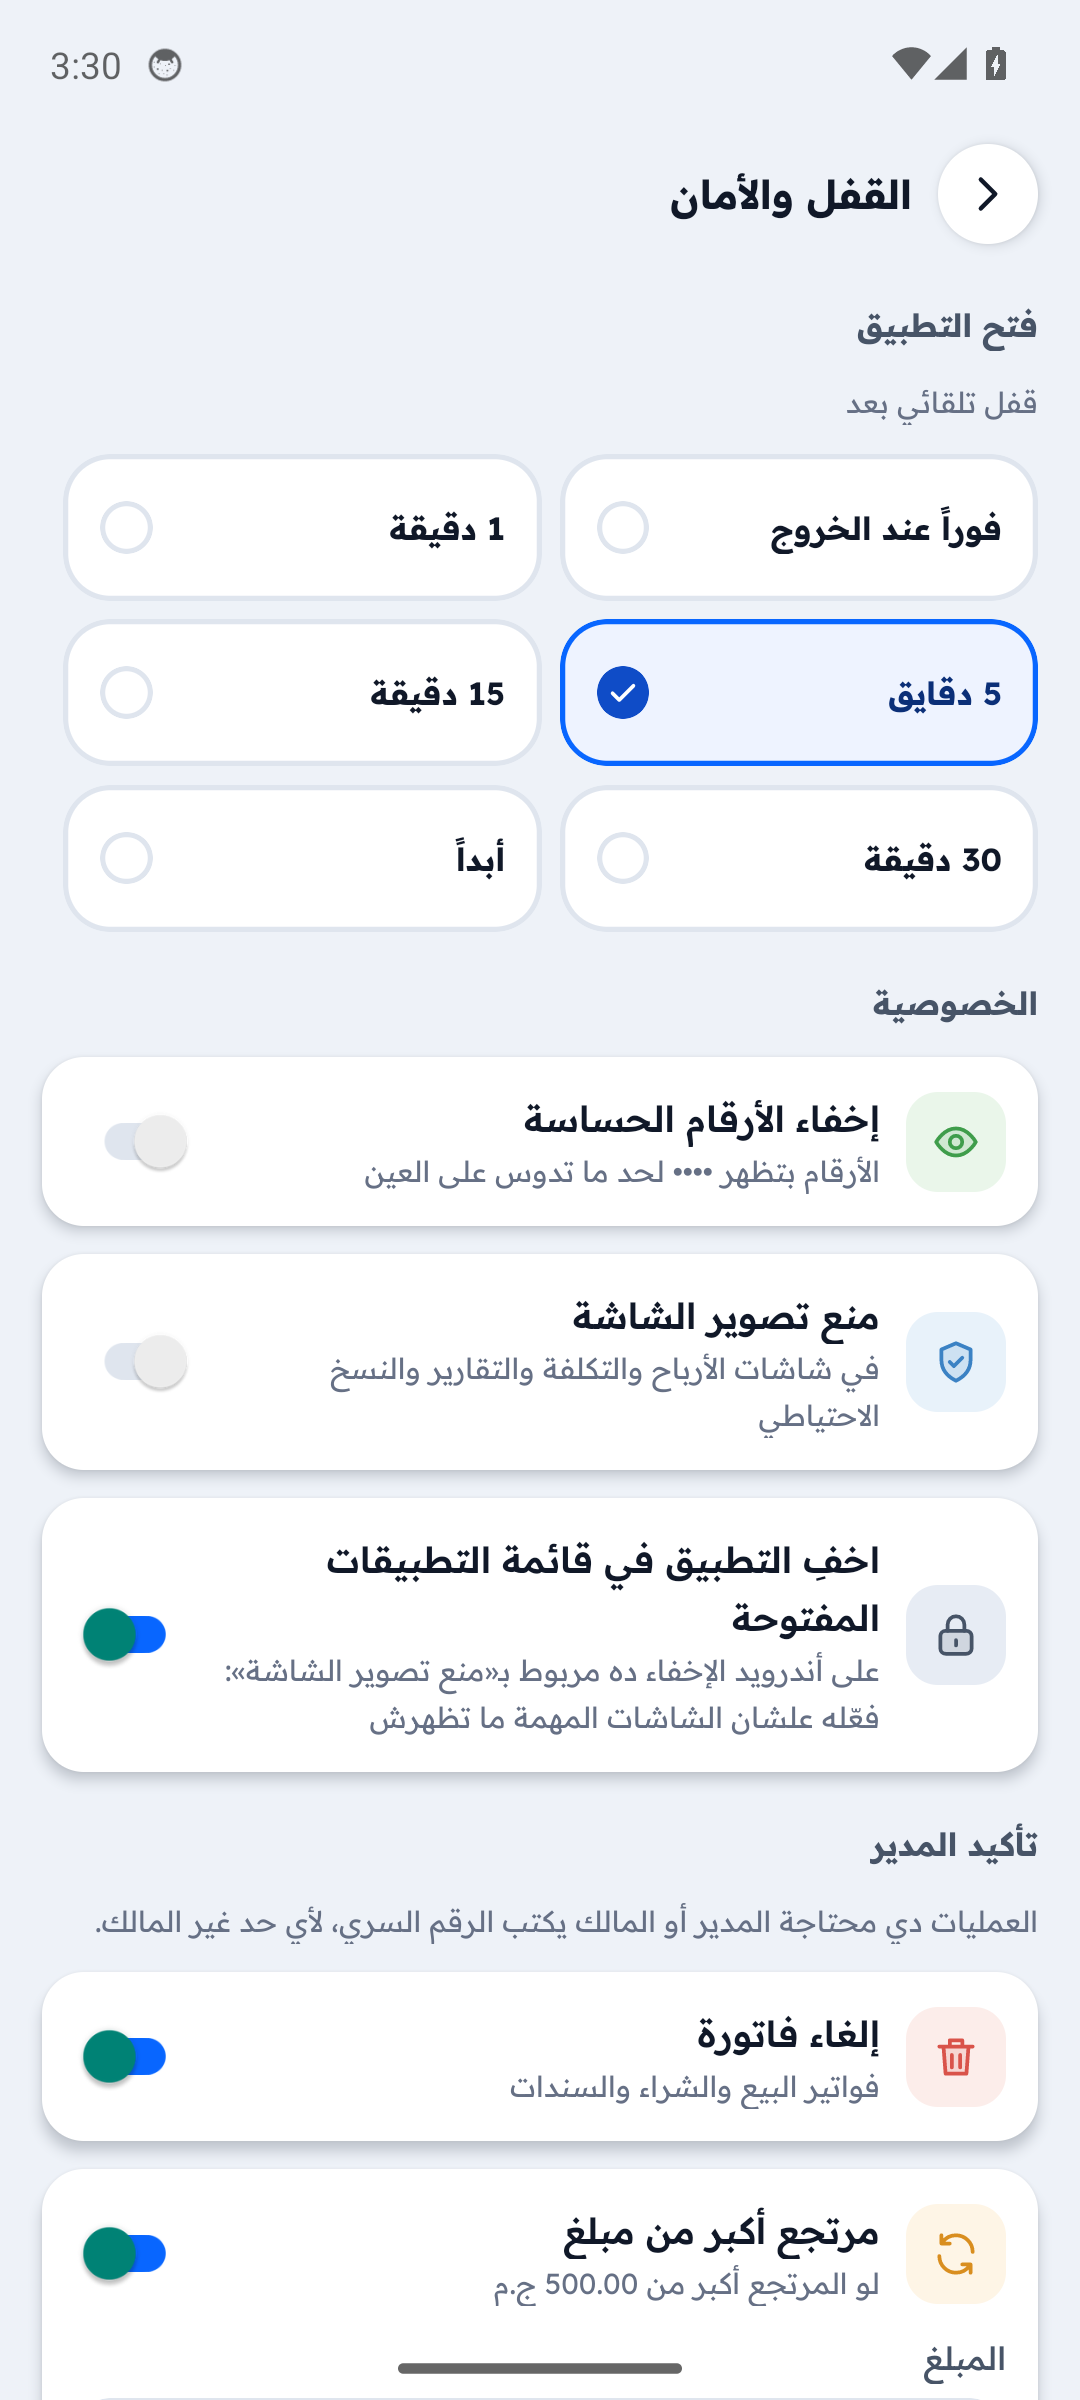 3:30
القفل والأمان
فتح التطبيق
قفل تلقائي بعد
فوراً عند الخروج
1 دقيقة
5 دقايق
15 دقيقة
30 دقيقة
أبداً
الخصوصية
إخفاء الأرقام الحساسة
الأرقام بتظهر •••• لحد ما تدوس على العين
منع تصوير الشاشة
في شاشات الأرباح والتكلفة والتقارير والنسخ
الاحتياطي
اخفِ التطبيق في قائمة التطبيقات
المفتوحة
على أندرويد الإخفاء ده مربوط بـ«منع تصوير الشاشة»:
فعّله علشان الشاشات المهمة ما تظهرش
تأكيد المدير
العمليات دي محتاجة المدير أو المالك يكتب الرقم السري، لأي حد غير المالك.
إلغاء فاتورة
فواتير البيع والشراء والسندات
مرتجع أكبر من مبلغ
لو المرتجع أكبر من 500.00 ج.م
المبلغ